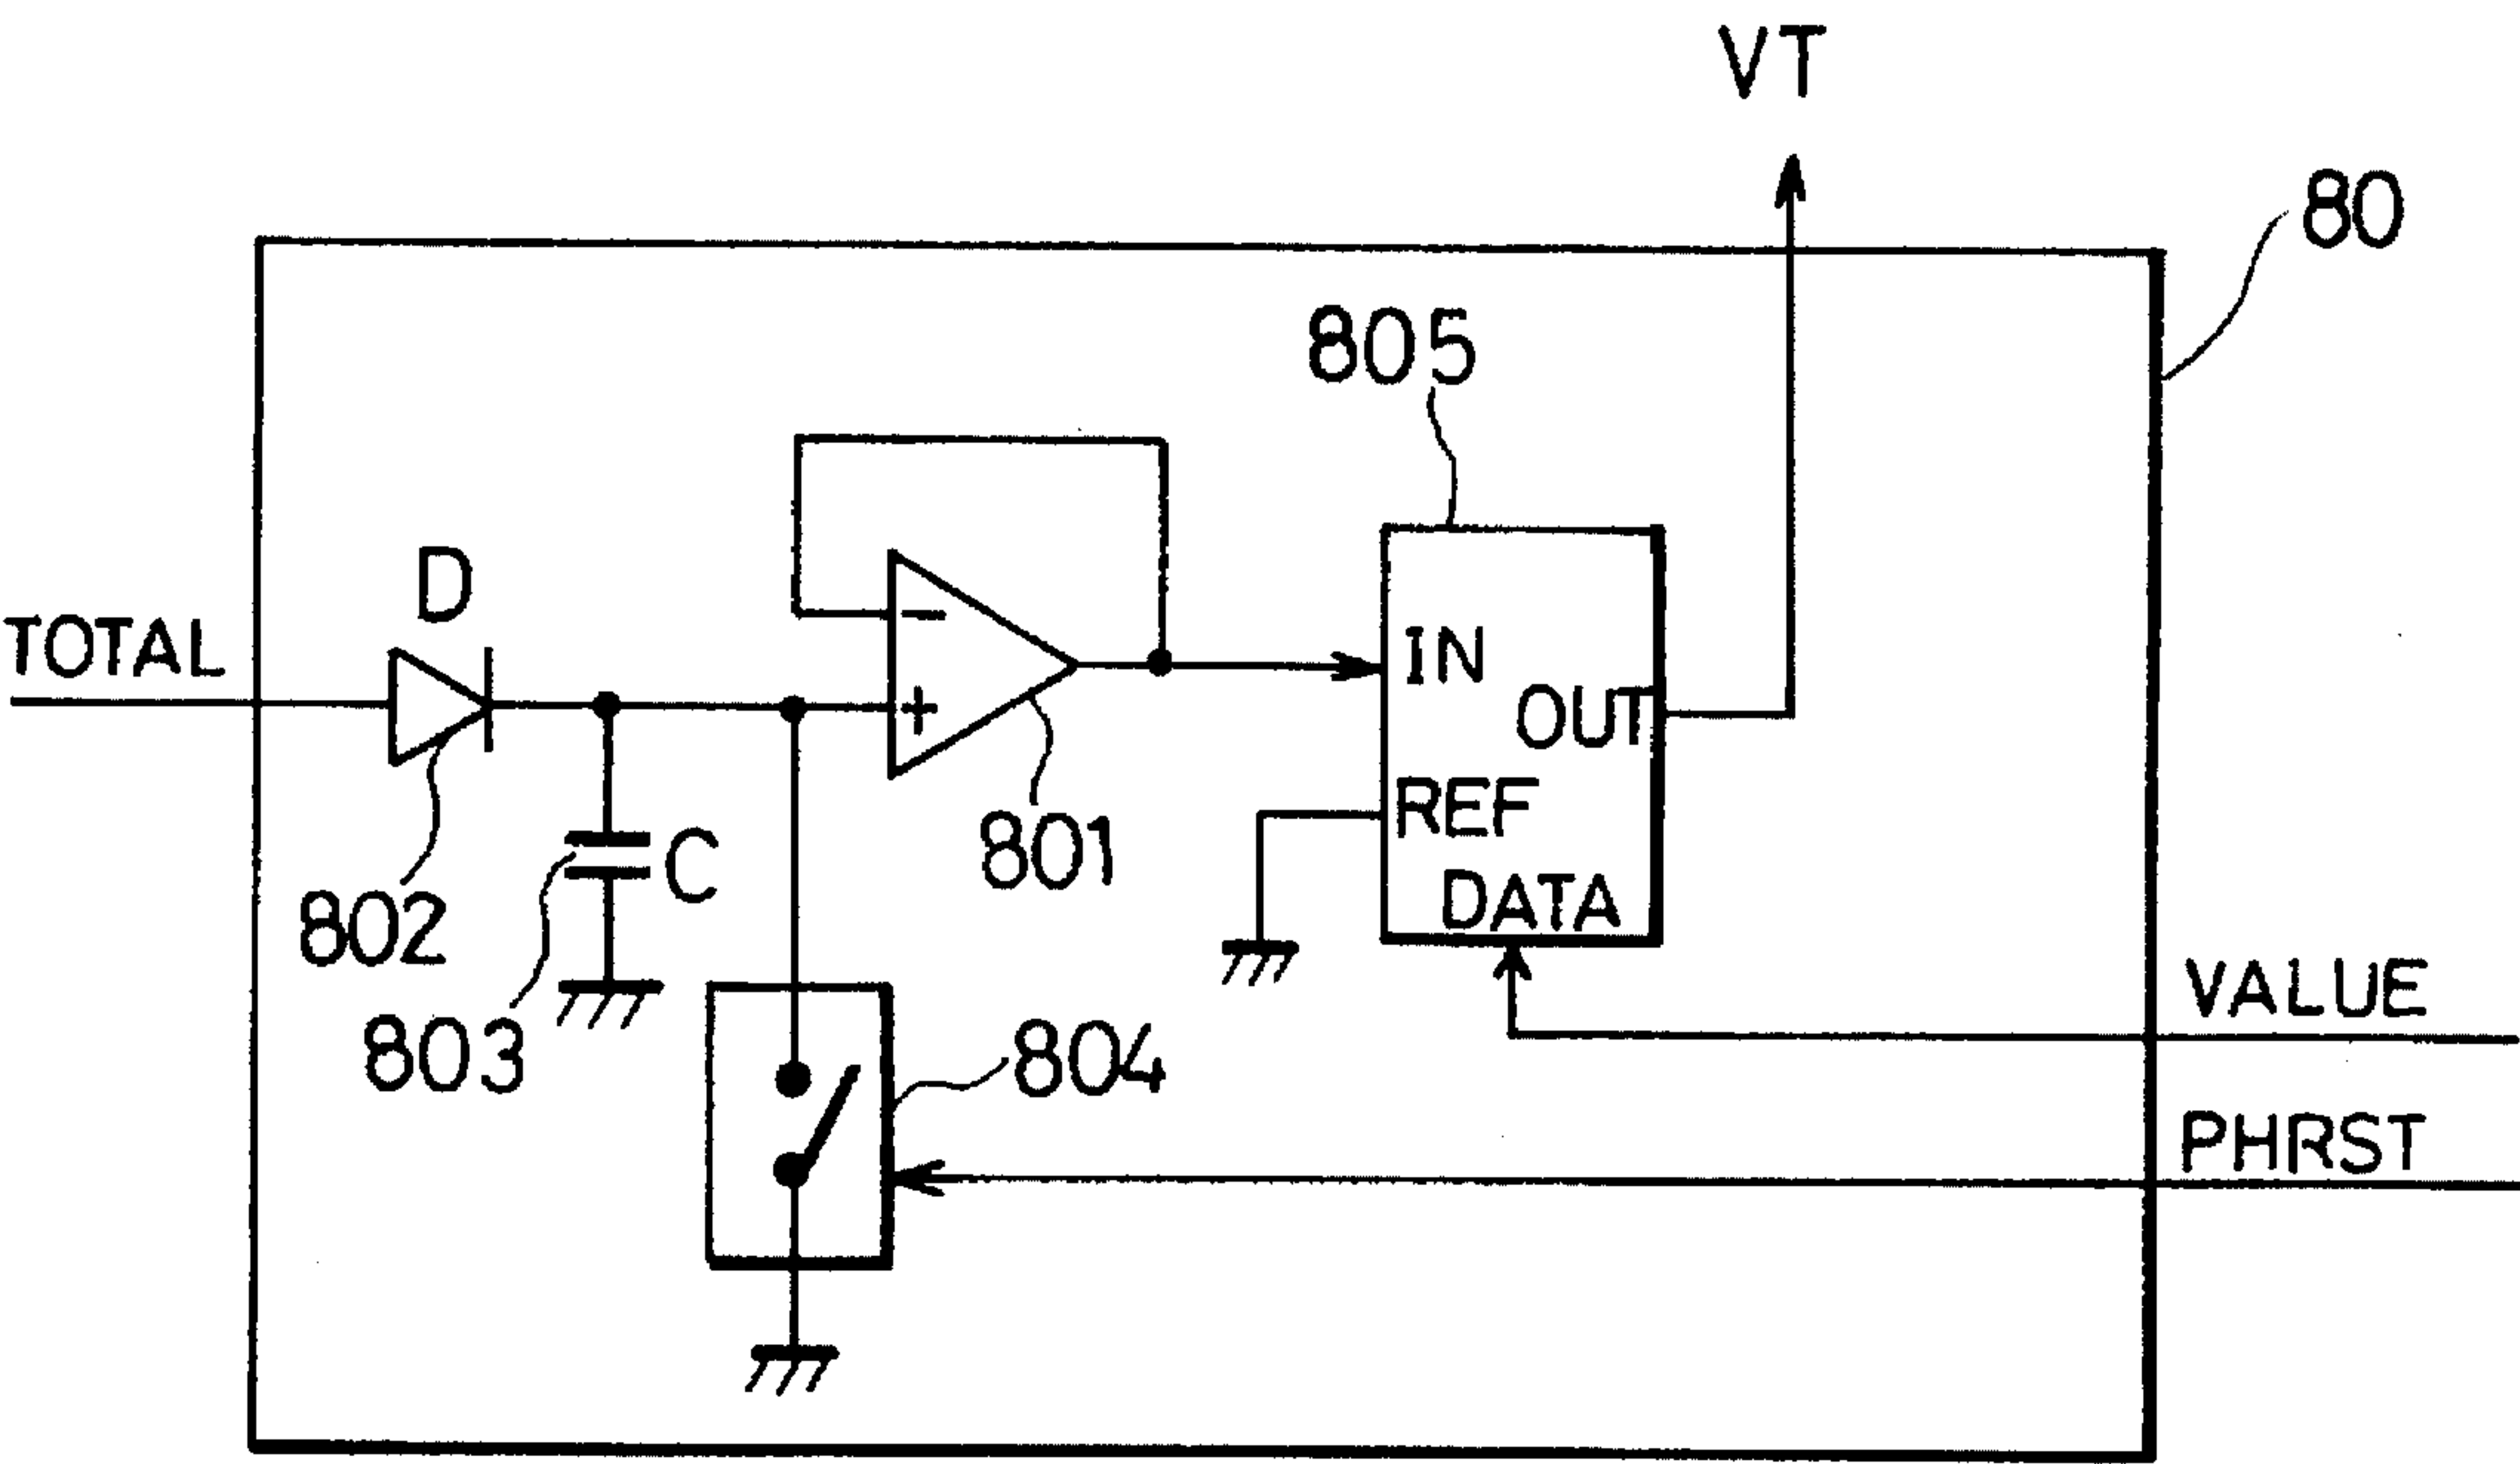 VT
80
805
D
TOTAL
IN
OUT
−
+
REF
C
801
DATA
802
VALUE
803
804
PHRST